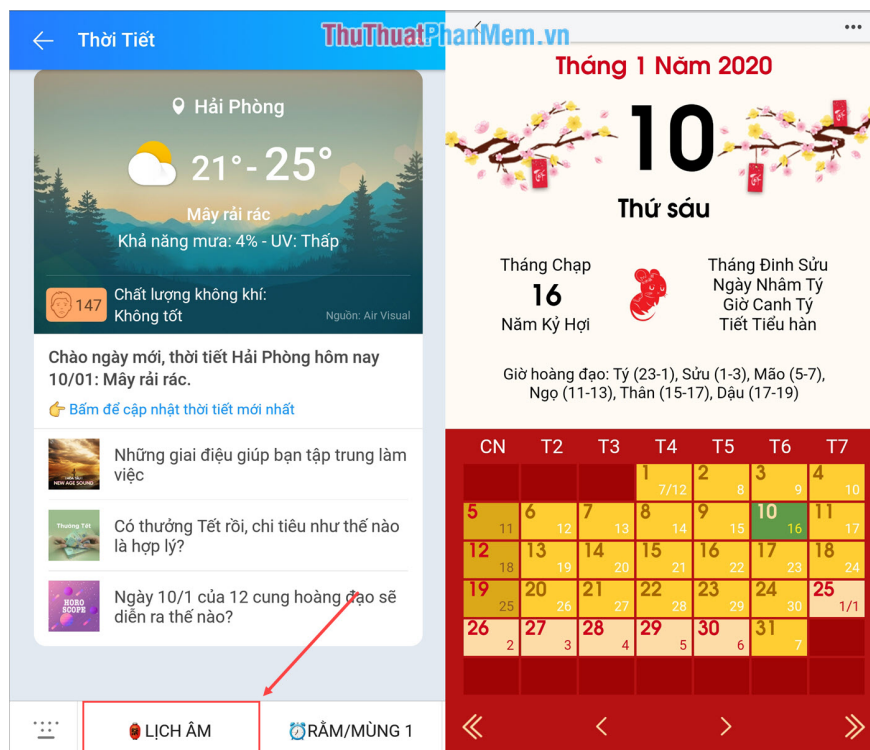 Thời Tiết
ThuThuatPhanMem.vn
Hải Phòng
21° - 25°
Mây rải rác
Khả năng mưa: 4% - UV: Thấp
147
Chất lượng không khí:
Không tốt
Nguồn: Air Visual
Chào ngày mới, thời tiết Hải Phòng hôm nay
10/01: Mây rải rác.
Bấm để cập nhật thời tiết mới nhất
NEW AGE SOUND
Những giai điệu giúp bạn tập trung làm
việc
Thưởng Tết
Có thưởng Tết rồi, chi tiêu như thế nào
là hợp lý?
HORO
SCOPE
Ngày 10/1 của 12 cung hoàng đạo sẽ
diễn ra thế nào?
LỊCH ÂM
RẰM/MÙNG 1
Tháng 1 Năm 2020
10
Thứ sáu
Tháng Chạp
16
Năm Kỷ Hợi
Tháng Đinh Sửu
Ngày Nhâm Tý
Giờ Canh Tý
Tiết Tiểu hàn
Giờ hoàng đạo: Tý (23-1), Sửu (1-3), Mão (5-7),
Ngọ (11-13), Thân (15-17), Dậu (17-19)
CN T2 T3 T4 T5 T6 T7
1 2 3 4
7/12 8 9 10
5 6 7 8 9 10 11
11 12 13 14 15 16 17
12 13 14 15 16 17 18
18 19 20 21 22 23 24
19 20 21 22 23 24 25
25 26 27 28 29 30 1/1
26 27 28 29 30 31
2 3 4 5 6 7